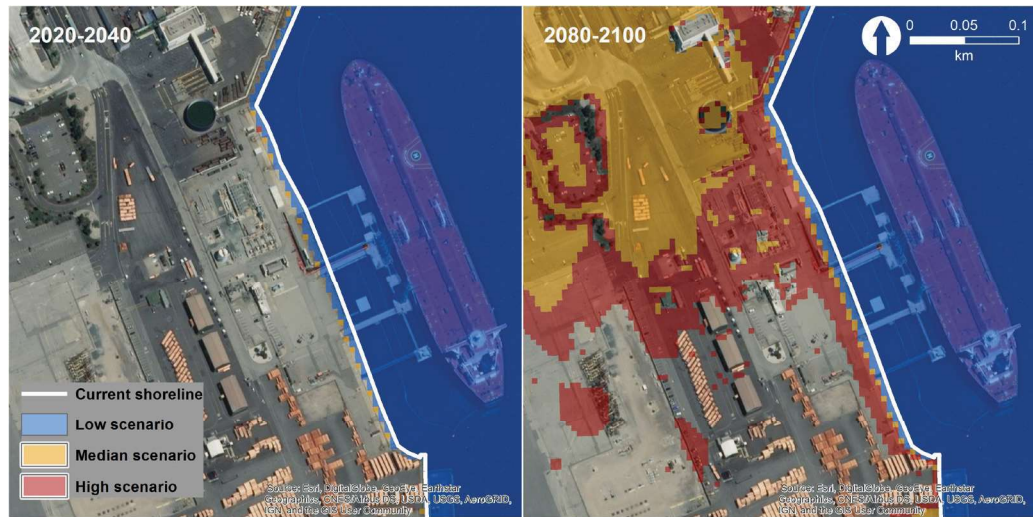 2020-2040
2080-2100
0 0.05 0.1
km
Current shoreline
Low scenario
Median scenario
High scenario
Source: Esri, DigitalGlobe, GeoEye, Earthstar
Geographics, CNES/Airbus DS, USDA, USGS, AeroGRID,
IGN, and the GIS User Community
Source: Esri, DigitalGlobe, GeoEye, Earthstar
Geographics, CNES/Airbus DS, USDA, USGS, AeroGRID,
IGN, and the GIS User Community